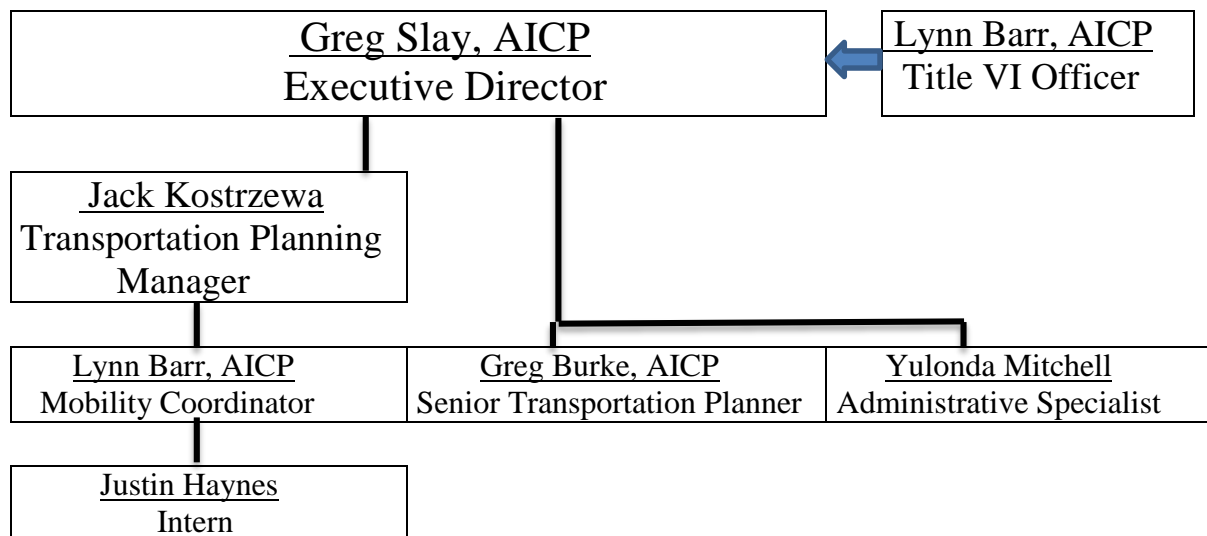 Greg Slay, AICP
Executive Director
Lynn Barr, AICP
Title VI Officer
Jack Kostrzewa
Transportation Planning
Manager
Lynn Barr, AICP
Mobility Coordinator
Greg Burke, AICP
Senior Transportation Planner
Yulonda Mitchell
Administrative Specialist
Justin Haynes
Intern